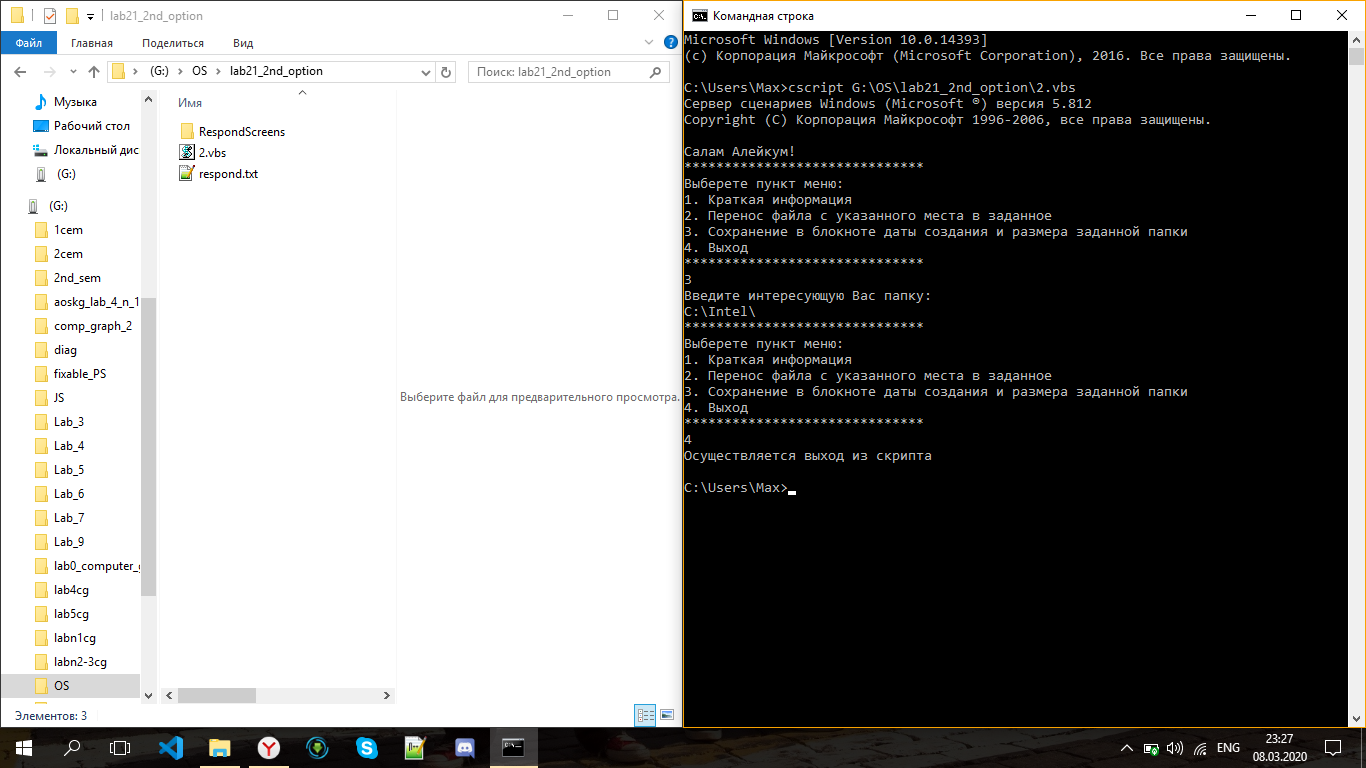 lab21_2nd_option
Файл Главная Поделиться Вид
(G:) OS lab21_2nd_option
Поиск: lab21_2nd_option
Музыка
Рабочий стол
Локальный дис
(G:)
(G:)
1cem
2cem
2nd_sem
aoskg_lab_4_n_1
comp_graph_2
diag
fixable_PS
JS
Lab_3
Lab_4
Lab_5
Lab_6
Lab_7
Lab_9
lab0_computer_g
lab4cg
lab5cg
labn1cg
labn2-3cg
OS
Имя
RespondScreens
2.vbs
respond.txt
Выберите файл для предварительного просмотра.
Элементов: 3
Командная строка
Microsoft Windows [Version 10.0.14393]
(c) Корпорация Майкрософт (Microsoft Corporation), 2016. Все права защищены.
C:\Users\Max>cscript G:\OS\lab21_2nd_option\2.vbs
Сервер сценариев Windows (Microsoft ®) версия 5.812
Copyright (C) Корпорация Майкрософт 1996-2006, все права защищены.
Салам Алейкум!
******************************
Выберете пункт меню:
1. Краткая информация
2. Перенос файла с указанного места в заданное
3. Сохранение в блокноте даты создания и размера заданной папки
4. Выход
******************************
3
Введите интересующую Вас папку:
C:\Intel\
******************************
Выберете пункт меню:
1. Краткая информация
2. Перенос файла с указанного места в заданное
3. Сохранение в блокноте даты создания и размера заданной папки
4. Выход
******************************
4
Осуществляется выход из скрипта
C:\Users\Max>
ENG
23:27
08.03.2020